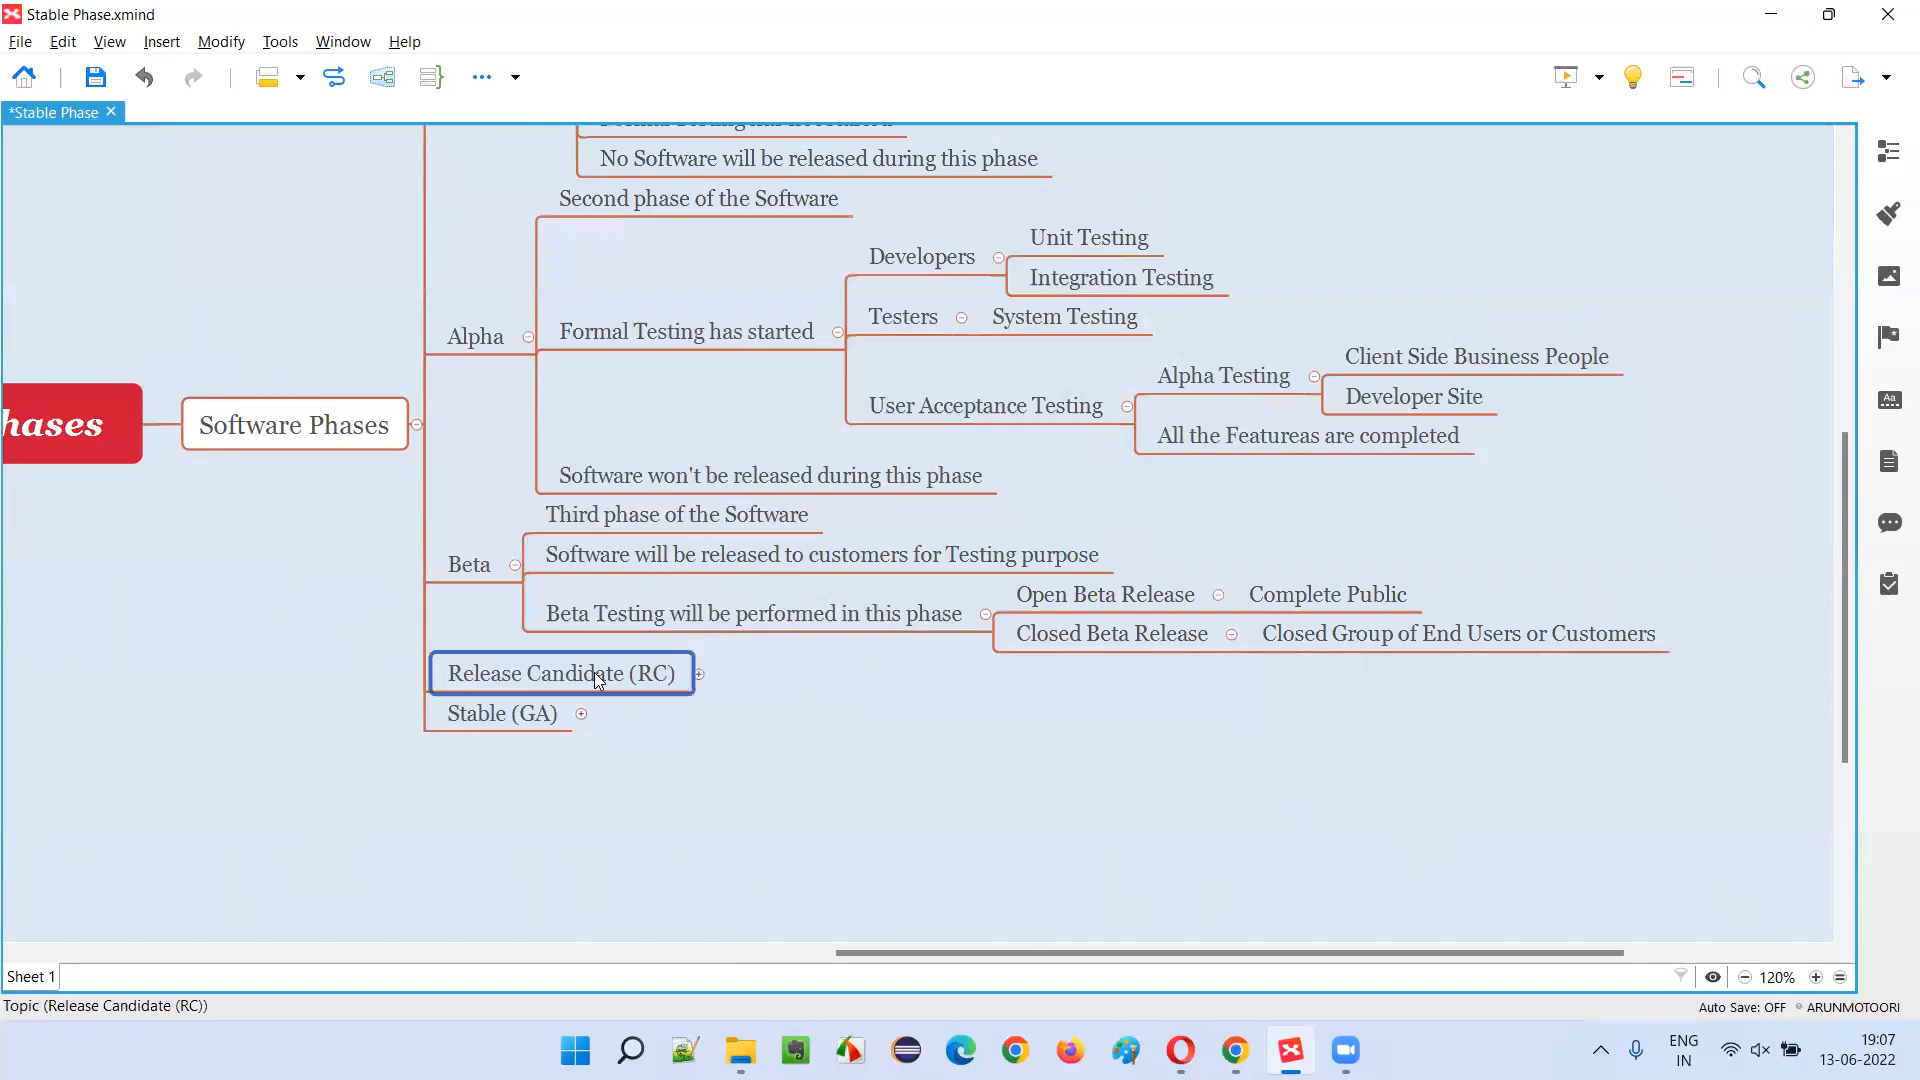 Stable Phase.xmind
File Edit View Insert Modify Tools Window Help
*Stable Phase
No Software will be released during this phase
Second phase of the Software
Unit Testing
Developers
Integration Testing
Testers
System Testing
Alpha
Formal Testing has started
Client Side Business People
Alpha Testing
Developer Site
User Acceptance Testing
All the Featureas are completed
hases
Software Phases
Software won't be released during this phase
Third phase of the Software
Software will be released to customers for Testing purpose
Beta
Open Beta Release
Complete Public
Beta Testing will be performed in this phase
Closed Beta Release
Closed Group of End Users or Customers
Release Candidate (RC)
Stable (GA)
Aa
Sheet 1
120%
Topic (Release Candidate (RC))
Auto Save: OFF
ARUNMOTOORI
ENG
IN
19:07
13-06-2022